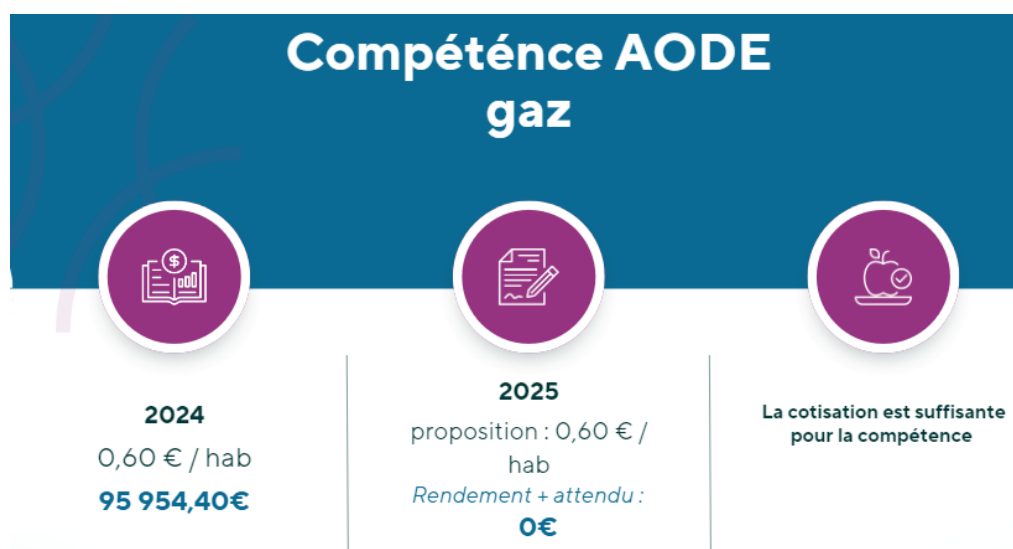 Compéténce AODE
gaz
2024
0,60 € / hab
95 954,40€
2025
proposition : 0,60 € /
hab
Rendement + attendu :
0€
La cotisation est suffisante
pour la compétence